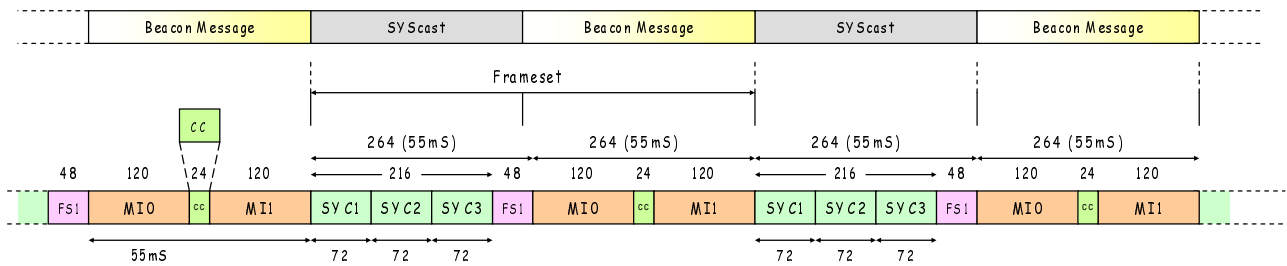 Beacon Message SYScast Beacon Message SYScast Beacon Message
Frameset
CC
264 (55mS) 264 (55mS) 264 (55mS) 264 (55mS)
48 120 24 120 216 48 120 24 120 216 48 120 24 120
FS1 MI0 CC MI1 SYC1 SYC2 SYC3 FS1 MI0 CC MI1 SYC1 SYC2 SYC3 FS1 MI0 CC MI1
55mS 72 72 72 72 72 72